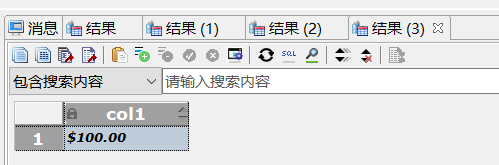 消息 结果 结果 (1) 结果 (2) 结果 (3)
SQL
包含搜索内容 请输入搜索内容
col1
1 $100.00